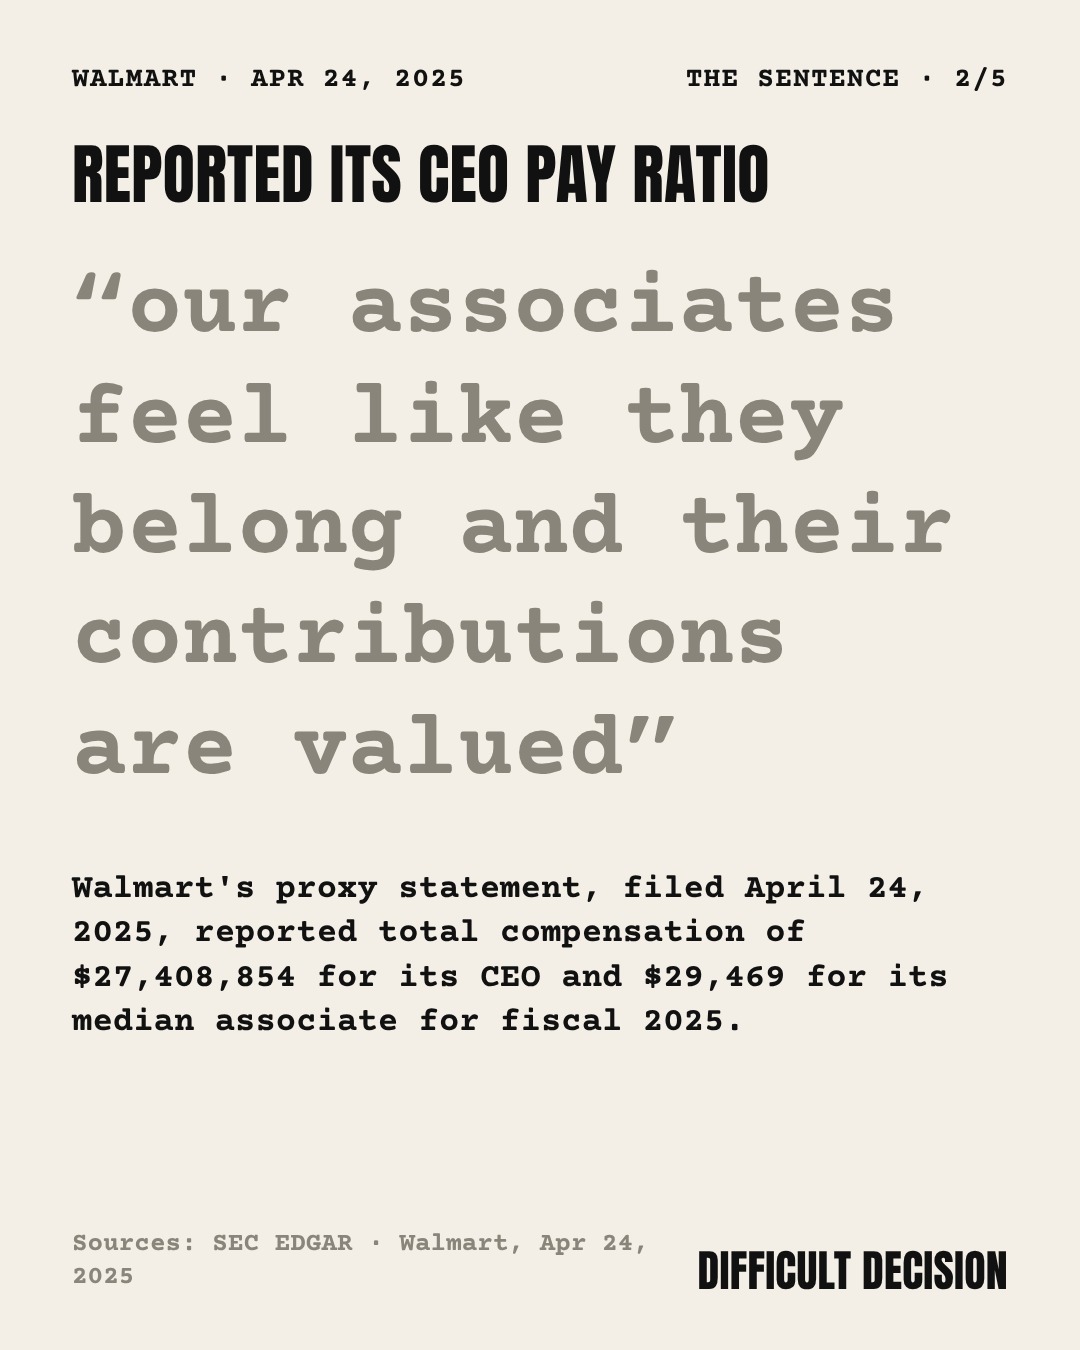 WALMART · APR 24, 2025
THE SENTENCE · 2/5
REPORTED ITS CEO PAY RATIO
“our associates
feel like they
belong and their
contributions
are valued”
Walmart's proxy statement, filed April 24,
2025, reported total compensation of
$27,408,854 for its CEO and $29,469 for its
median associate for fiscal 2025.
Sources: SEC EDGAR · Walmart, Apr 24,
2025
DIFFICULT DECISION